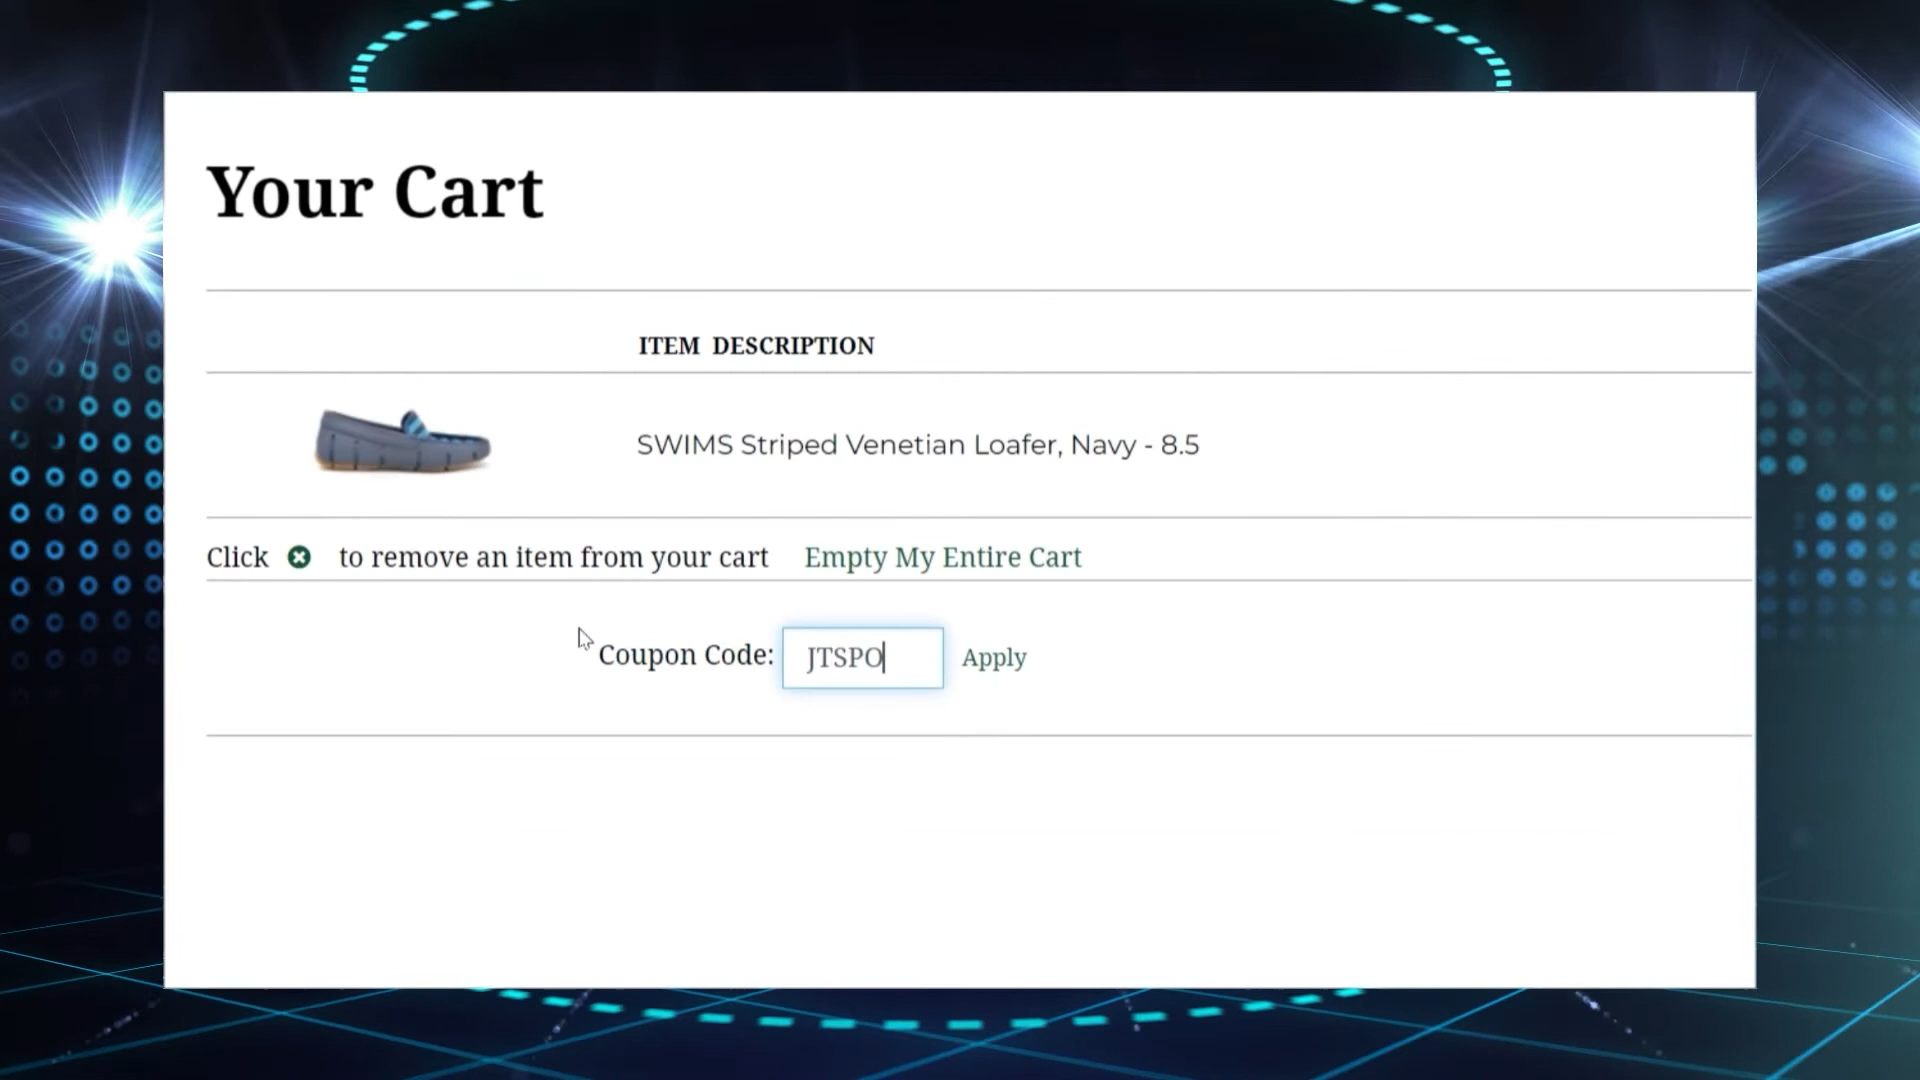 Your Cart
ITEM DESCRIPTION
SWIMS Striped Venetian Loafer, Navy - 8.5
Click to remove an item from your cart Empty My Entire Cart
Coupon Code: JTSPO Apply